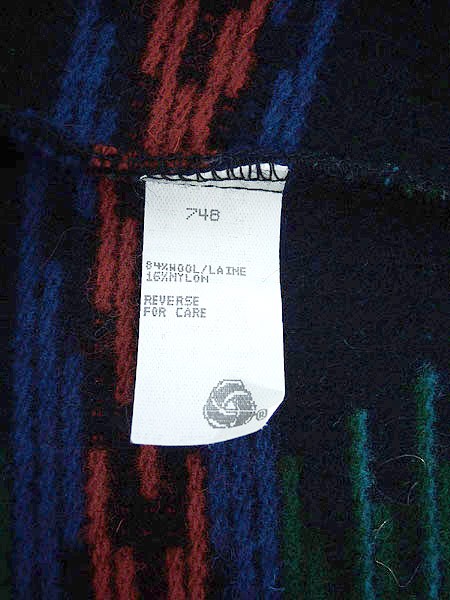 748
84%WOOL/LAINE
16%NYLON
REVERSE
FOR CARE
®